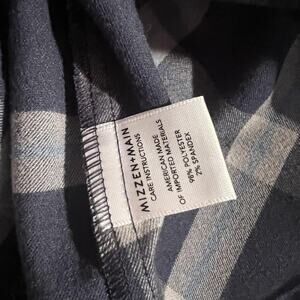 MIZZEN+MAIN
CARE INSTRUCTIONS
AMERICAN MADE
OF IMPORTED MATERIALS
98% POLYESTER
2% SPANDEX